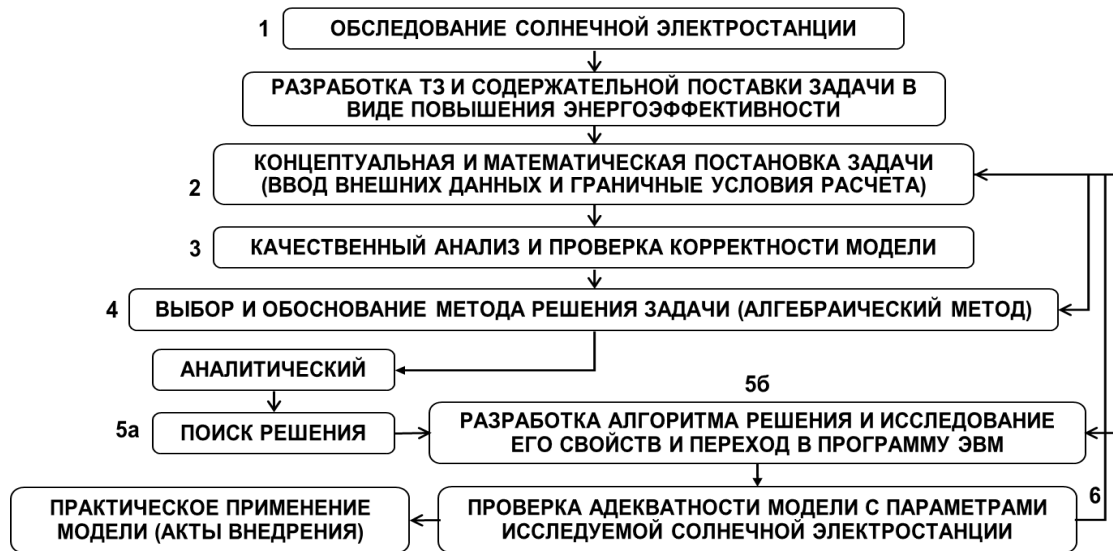 1
ОБСЛЕДОВАНИЕ СОЛНЕЧНОЙ ЭЛЕКТРОСТАНЦИИ
РАЗРАБОТКА ТЗ И СОДЕРЖАТЕЛЬНОЙ ПОСТАВКИ ЗАДАЧИ В
ВИДЕ ПОВЫШЕНИЯ ЭНЕРГОЭФФЕКТИВНОСТИ
2
КОНЦЕПТУАЛЬНАЯ И МАТЕМАТИЧЕСКАЯ ПОСТАНОВКА ЗАДАЧИ
(ВВОД ВНЕШНИХ ДАННЫХ И ГРАНИЧНЫЕ УСЛОВИЯ РАСЧЕТА)
3
КАЧЕСТВЕННЫЙ АНАЛИЗ И ПРОВЕРКА КОРРЕКТНОСТИ МОДЕЛИ
4
ВЫБОР И ОБОСНОВАНИЕ МЕТОДА РЕШЕНИЯ ЗАДАЧИ (АЛГЕБРАИЧЕСКИЙ МЕТОД)
АНАЛИТИЧЕСКИЙ
5а
ПОИСК РЕШЕНИЯ
5б
РАЗРАБОТКА АЛГОРИТМА РЕШЕНИЯ И ИССЛЕДОВАНИЕ
ЕГО СВОЙСТВ И ПЕРЕХОД В ПРОГРАММУ ЭВМ
ПРОВЕРКА АДЕКВАТНОСТИ МОДЕЛИ С ПАРАМЕТРАМИ
ИССЛЕДУЕМОЙ СОЛНЕЧНОЙ ЭЛЕКТРОСТАНЦИИ
6
ПРАКТИЧЕСКОЕ ПРИМЕНЕНИЕ
МОДЕЛИ (АКТЫ ВНЕДРЕНИЯ)